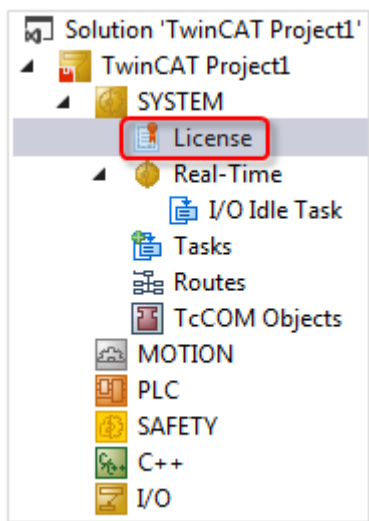 Solution 'TwinCAT Project1'
TwinCAT Project1
SYSTEM
License
Real-Time
I/O Idle Task
Tasks
Routes
TcCOM Objects
MOTION
PLC
SAFETY
C++
I/O